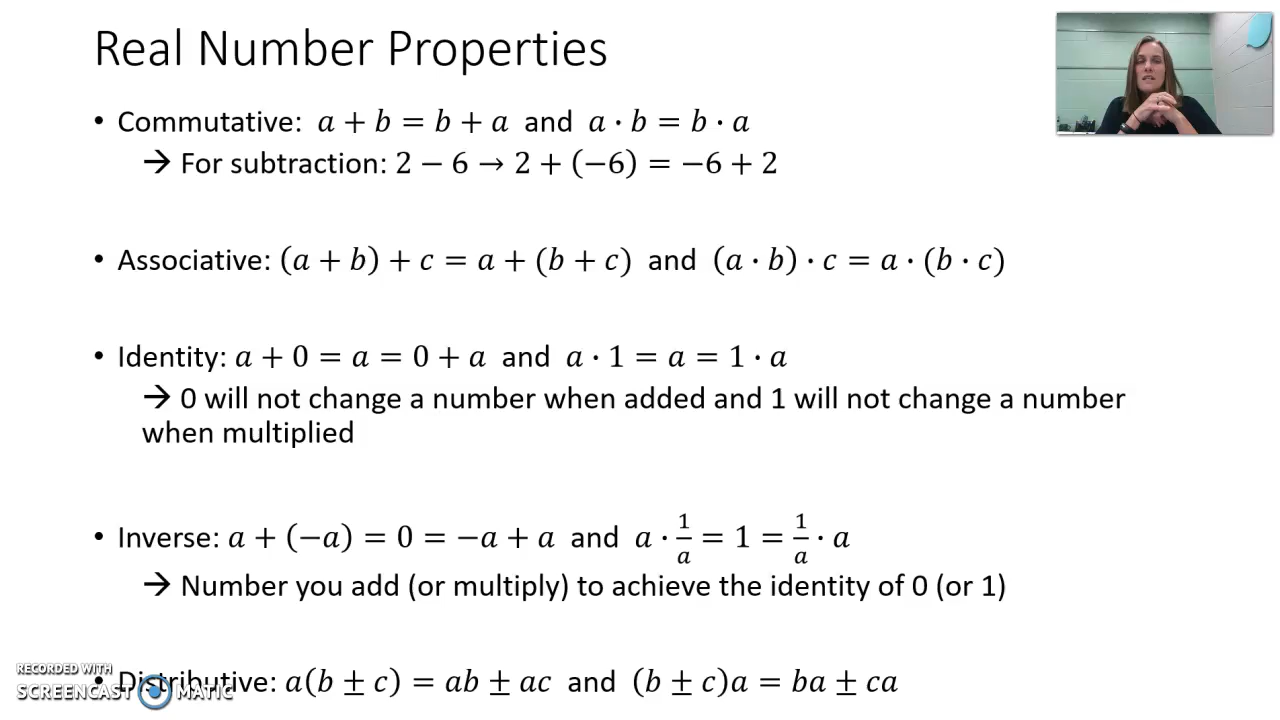 Real Number Properties
• Commutative: a + b = b + a and a · b = b · a
→ For subtraction: 2 − 6 → 2 + (−6) = −6 + 2
• Associative: (a + b) + c = a + (b + c) and (a · b) · c = a · (b · c)
• Identity: a + 0 = a = 0 + a and a · 1 = a = 1 · a
→ 0 will not change a number when added and 1 will not change a number
when multiplied
• Inverse: a + (−a) = 0 = −a + a and a · 1/a = 1 = 1/a · a
→ Number you add (or multiply) to achieve the identity of 0 (or 1)
RECORDED WITH
• Distributive: a(b ± c) = ab ± ac and (b ± c)a = ba ± ca
SCREENCAST MATIC